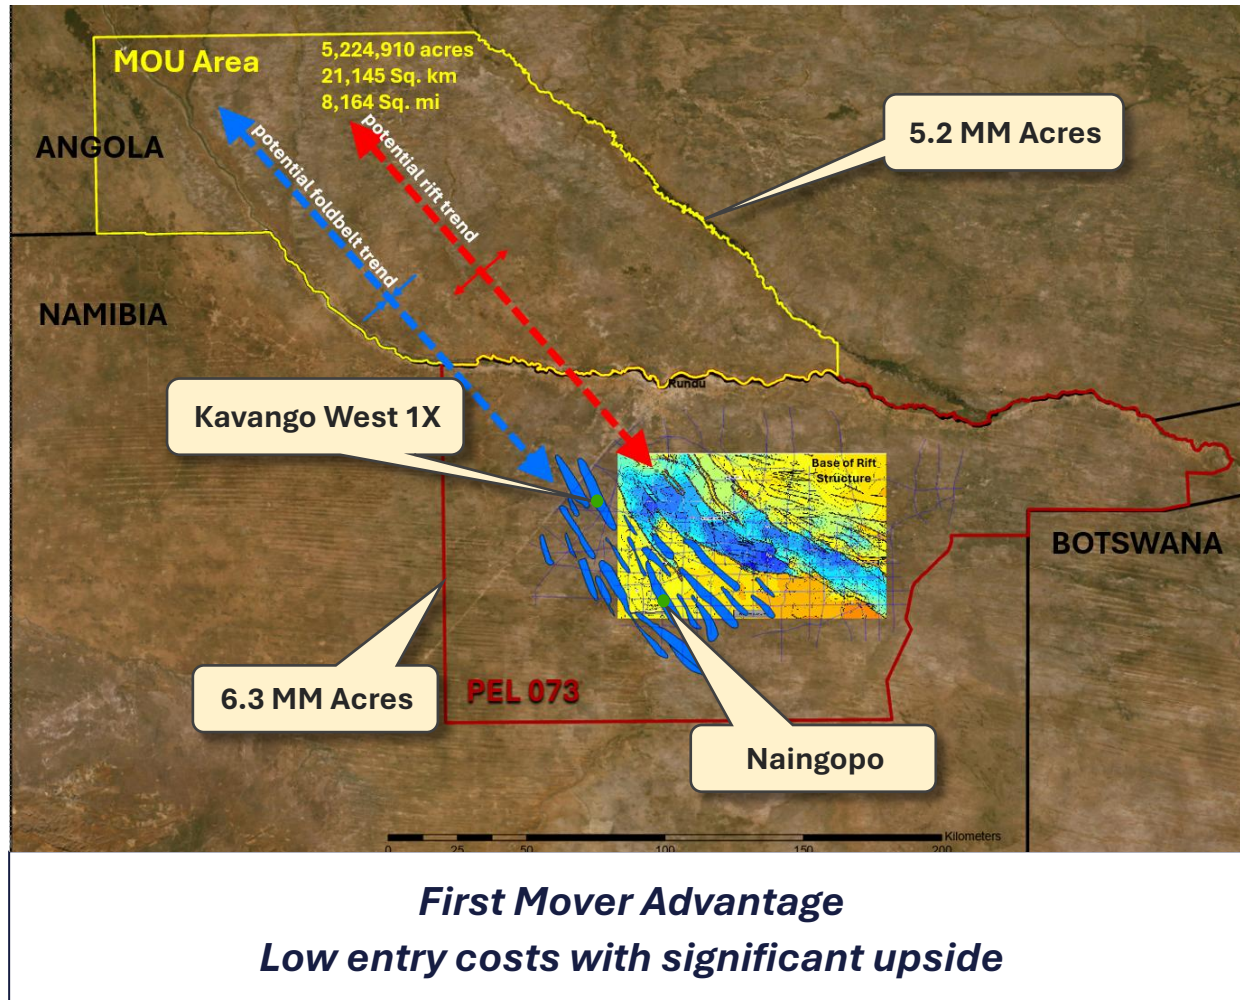 MOU Area
5,224,910 acres
21,145 Sq. km
8,164 Sq. mi
ANGOLA
5.2 MM Acres
potential foldbelt trend
potential rift trend
NAMIBIA
Rundu
Kavango West 1X
Base of Rift
Structure
BOTSWANA
6.3 MM Acres
PEL 073
Naingopo
Kilometers
0 25 50 100 150 200
First Mover Advantage
Low entry costs with significant upside